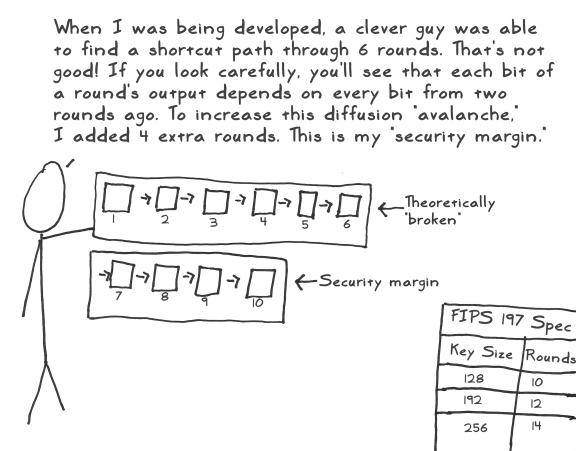 When I was being developed, a clever guy was able
to find a shortcut path through 6 rounds. That's not
good! If you look carefully, you'll see that each bit of
a round's output depends on every bit from two
rounds ago. To increase this diffusion "avalanche,"
I added 4 extra rounds. This is my "security margin."
1 2 3 4 5 6
Theoretically
"broken"
7 8 9 10
Security margin
FIPS 197 Spec
Key Size Rounds
128 10
192 12
256 14